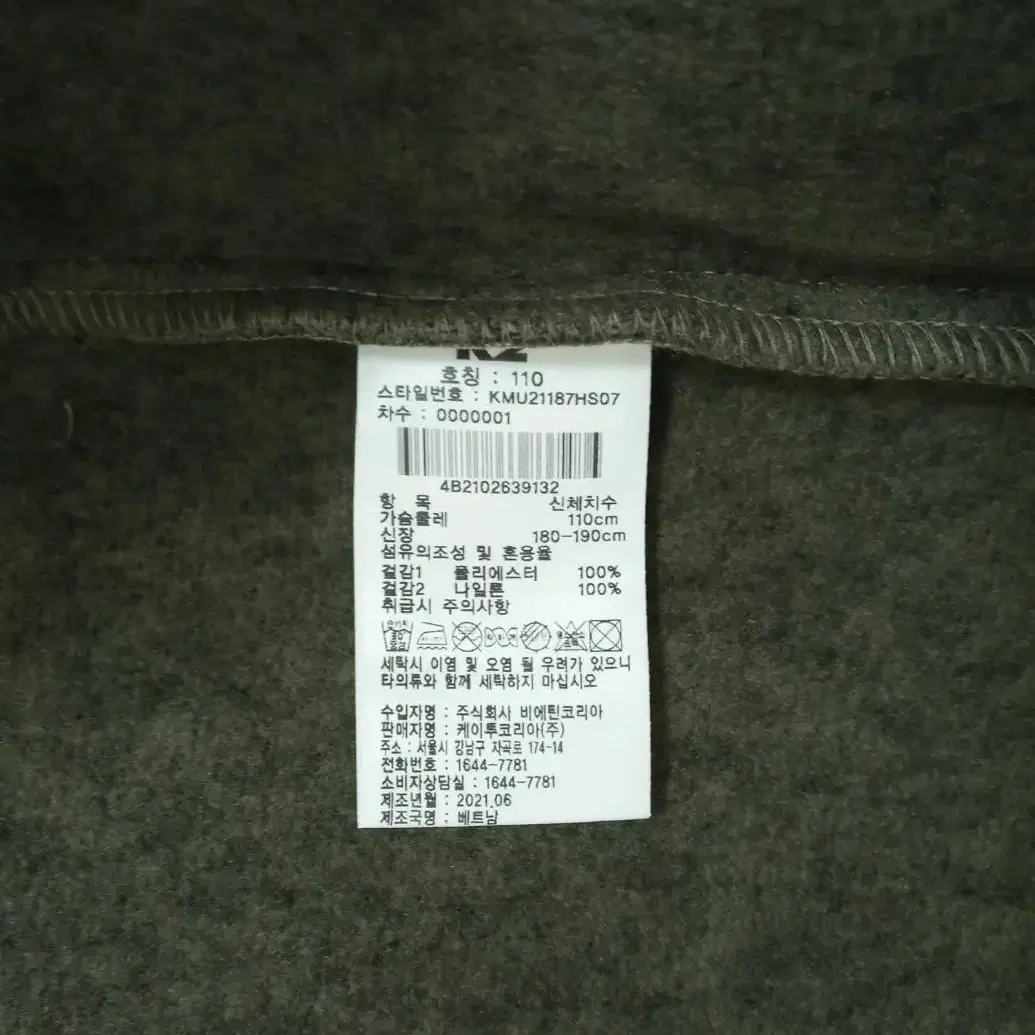 K2
호칭 : 110
스타일번호 : KMU21187HS07
차수 : 0000001
4B2102639132
항 목 신체치수
가슴둘레 110cm
신장 180-190cm
섬유의조성 및 혼용율
겉감1 폴리에스터 100%
겉감2 나일론 100%
취급시 주의사항
세탁시 이염 및 오염 될 우려가 있으니
타의류와 함께 세탁하지 마십시오
수입자명 : 주식회사 비에틴코리아
판매자명 : 케이투코리아(주)
주소 : 서울시 강남구 자곡로 174-14
전화번호 : 1644-7781
소비자상담실 : 1644-7781
제조년월 : 2021.06
제조국명 : 베트남